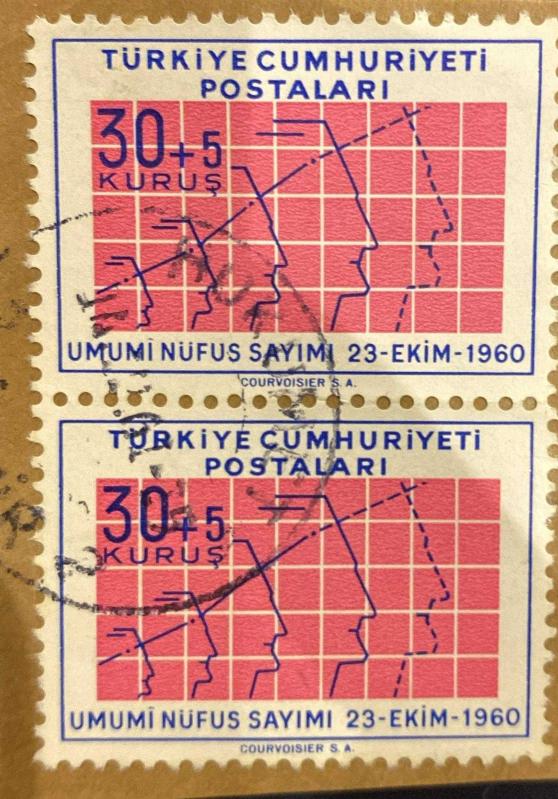 TÜRKİYE CUMHURİYETİ
POSTALARI
30+5
KURUŞ
UMUMİ NÜFUS SAYIMI 23-EKİM-1960
COURVOISIER S.A.
TÜRKİYE CUMHURİYETİ
POSTALARI
30+5
KURUŞ
UMUMİ NÜFUS SAYIMI 23-EKİM-1960
COURVOISIER S.A.